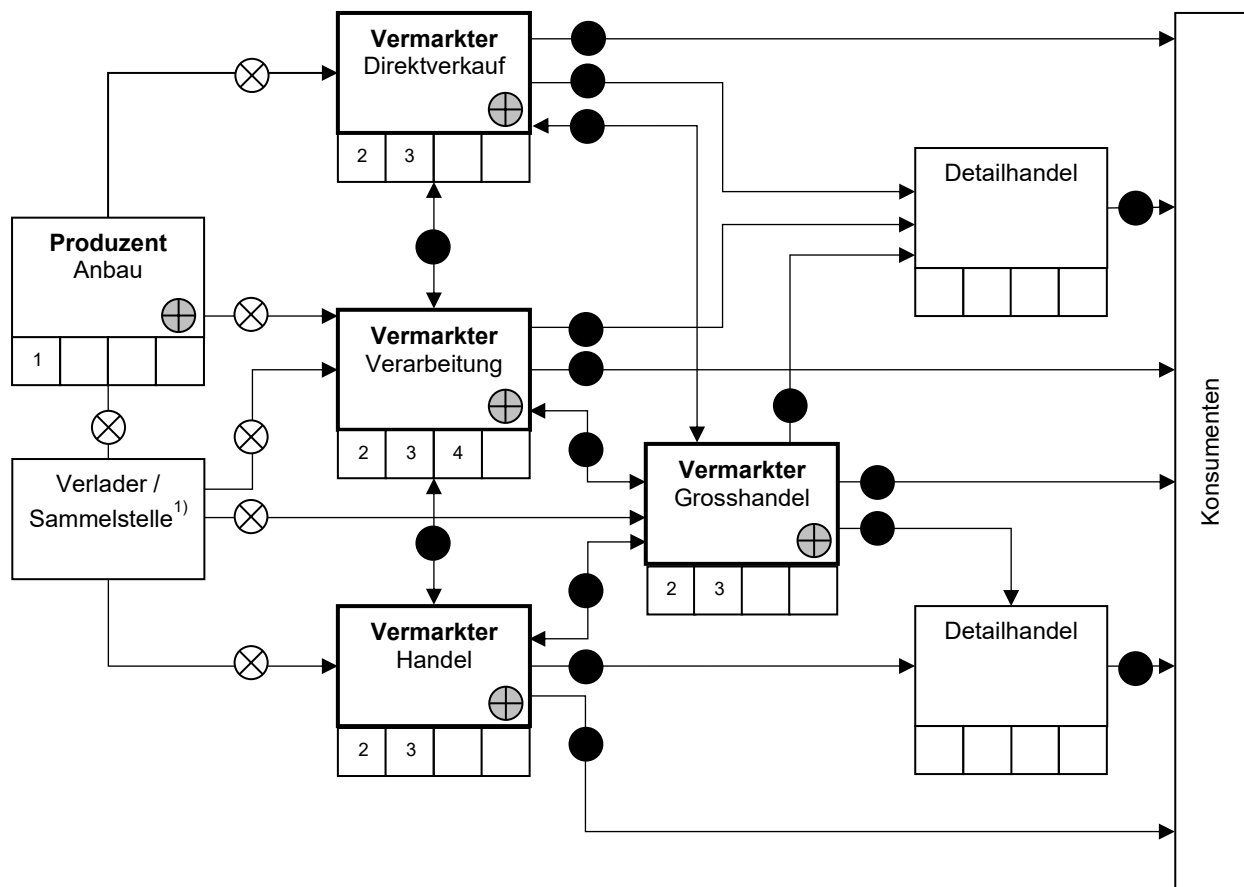 Vermarkter
Direktverkauf
2 3
Detailhandel
Produzent
Anbau
1
Vermarkter
Verarbeitung
2 3 4
Verlader /
Sammelstelle1)
Vermarkter
Grosshandel
2 3
Vermarkter
Handel
2 3
Detailhandel
Konsumenten